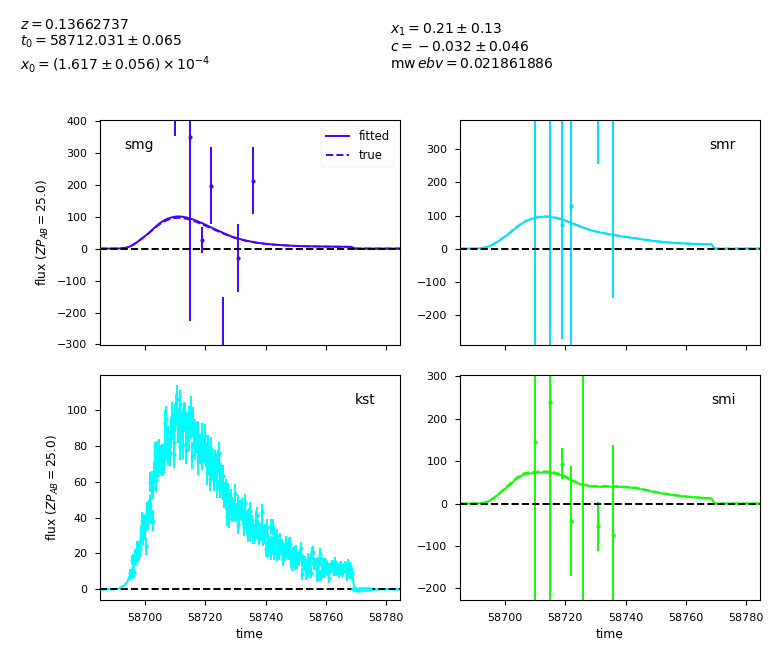 z = 0.13662737
t₀ = 58712.031 ± 0.065
x₀ = (1.617 ± 0.056) × 10⁻⁴
x₁ = 0.21 ± 0.13
c = −0.032 ± 0.046
mw ebv = 0.021861886
400
300
200
100
0
−100
−200
−300
flux (ZP_AB = 25.0)
smg
fitted
true
300
200
100
0
−100
−200
smr
100
80
60
40
20
0
flux (ZP_AB = 25.0)
kst
58700 58720 58740 58760 58780
time
300
200
100
0
−100
−200
smi
58700 58720 58740 58760 58780
time